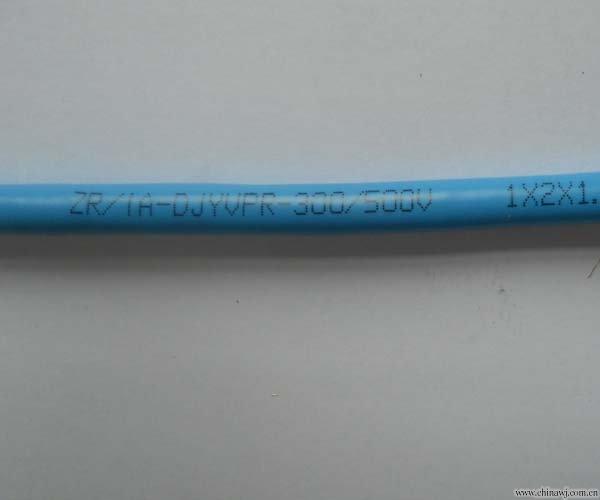 ZR/IA-DJYVPR-300/500V 1X2X1.
www.chinawj.com.cn